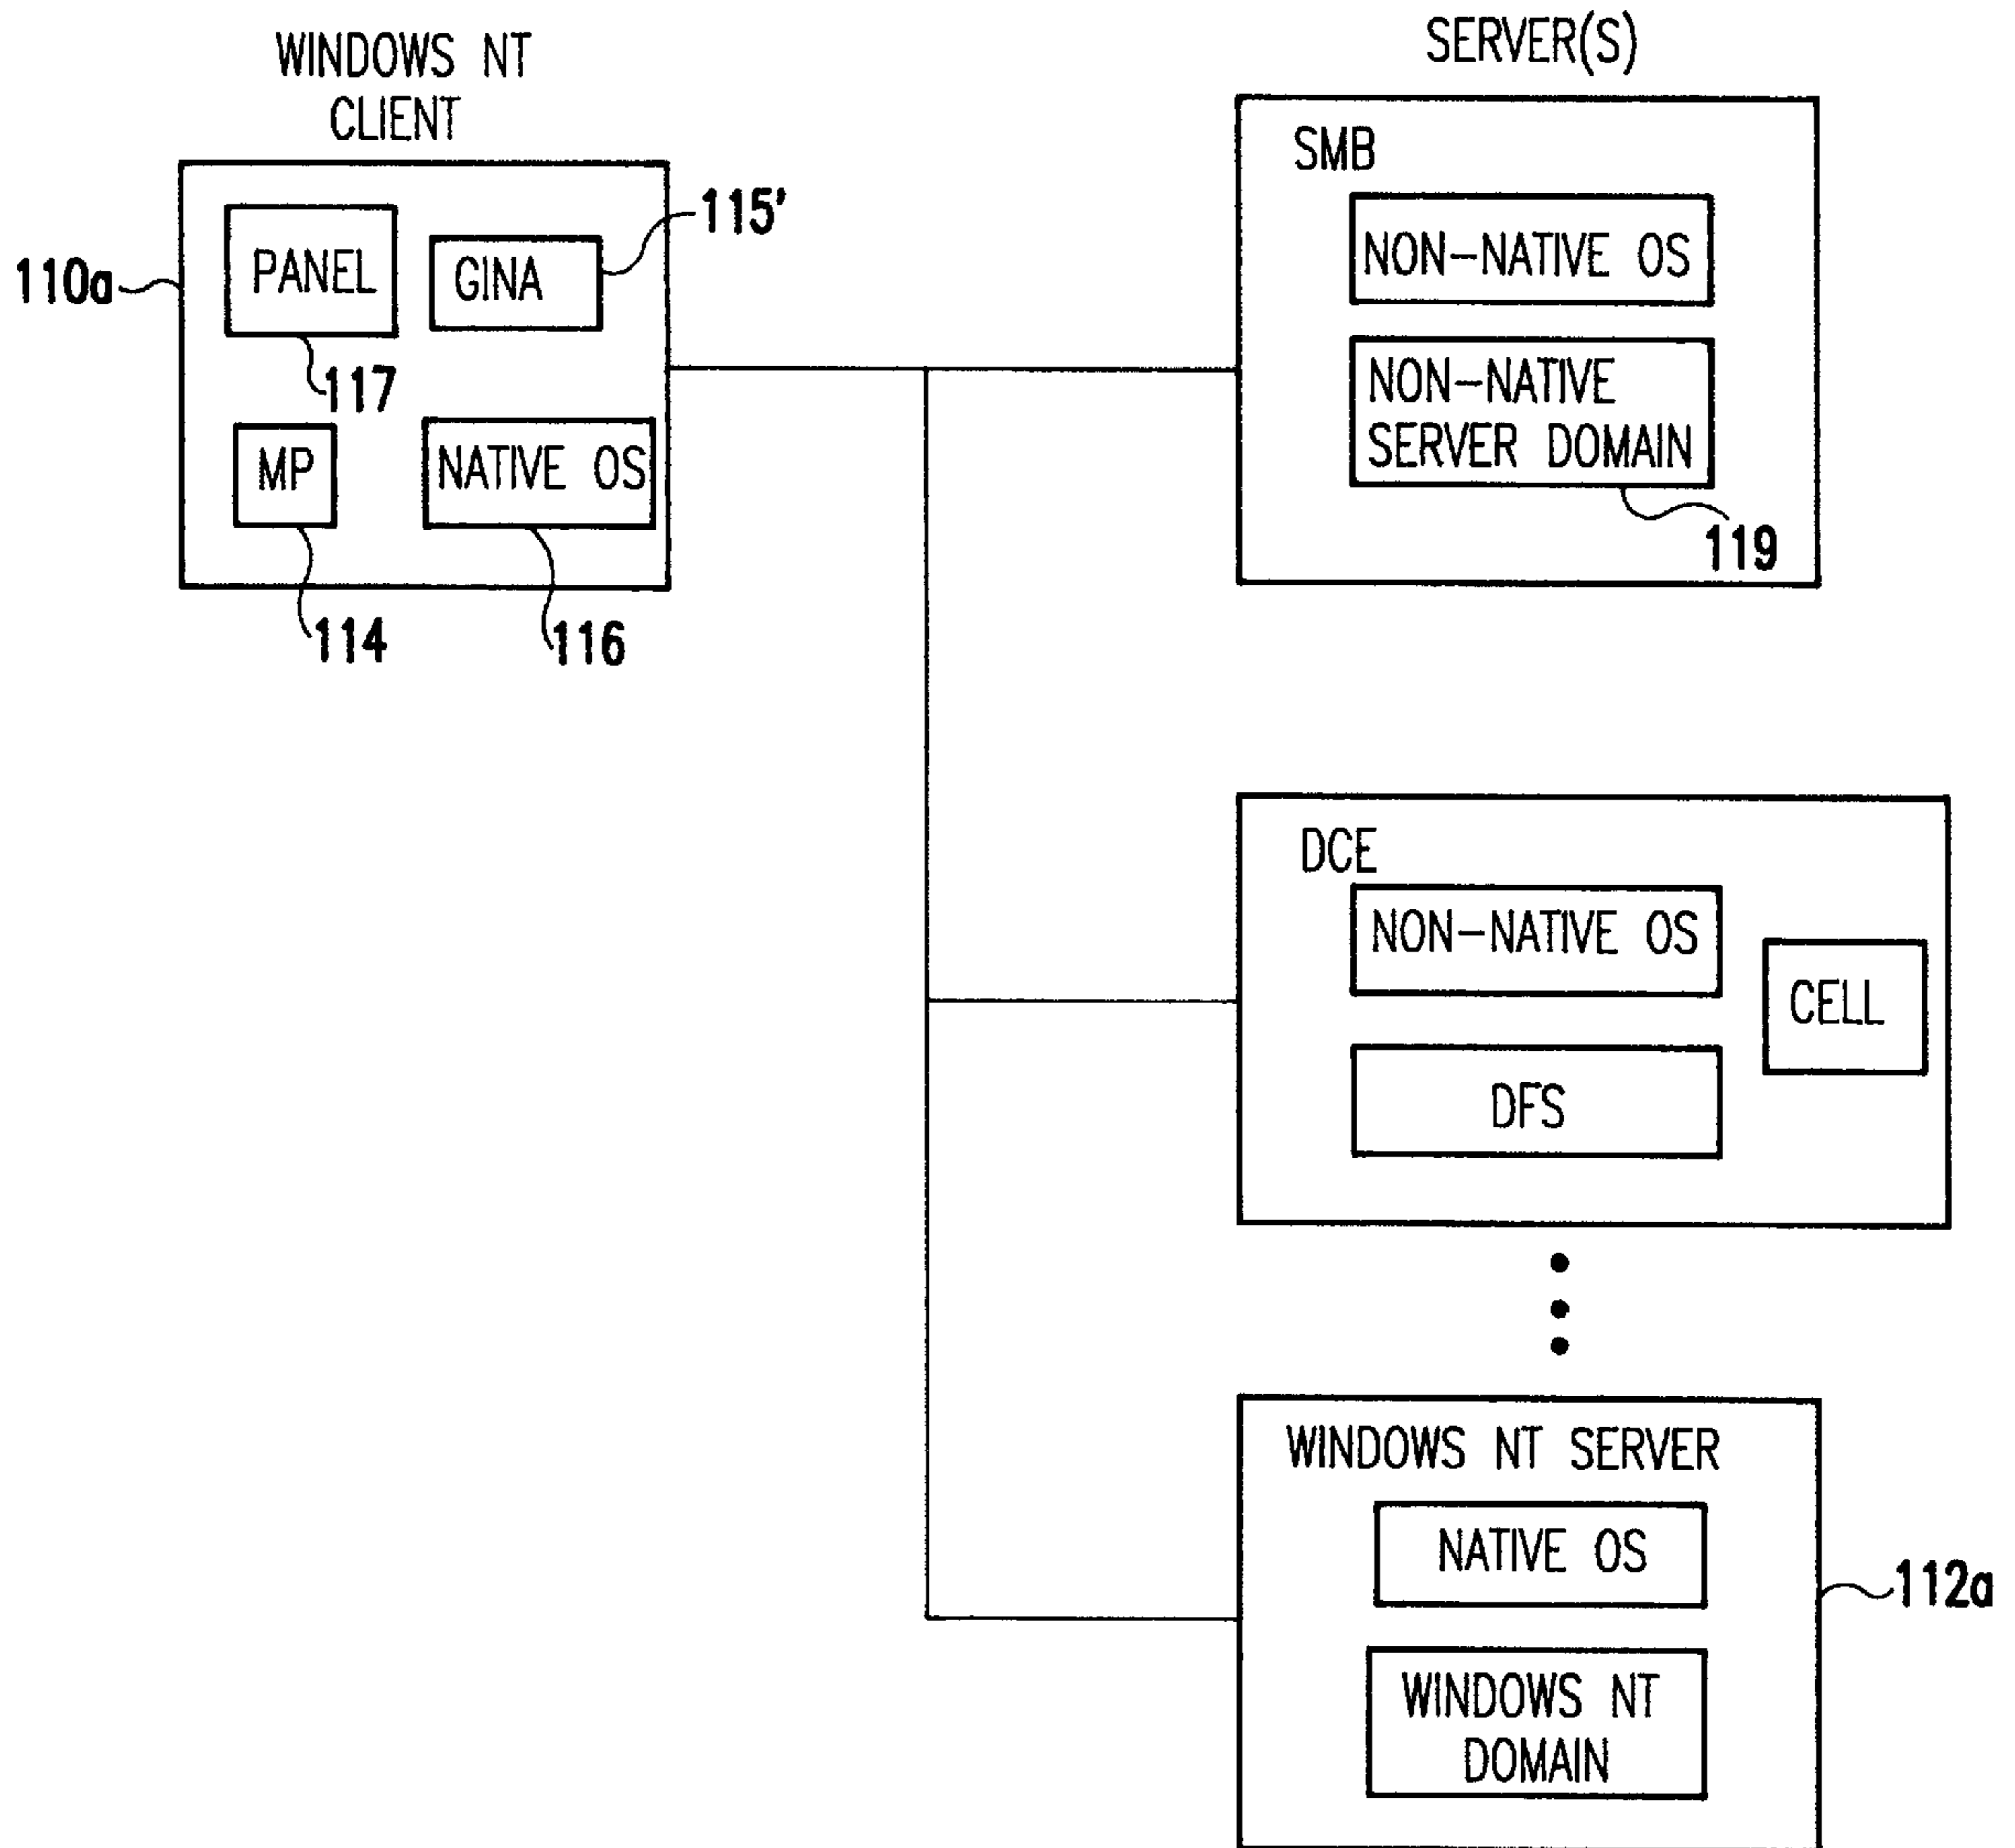 WINDOWS NT
CLIENT
110a
PANEL
117
GINA
115'
MP
114
NATIVE OS
116
SERVER(S)
SMB
NON-NATIVE OS
NON-NATIVE
SERVER DOMAIN
119
DCE
NON-NATIVE OS
CELL
DFS
WINDOWS NT SERVER
NATIVE OS
112a
WINDOWS NT
DOMAIN